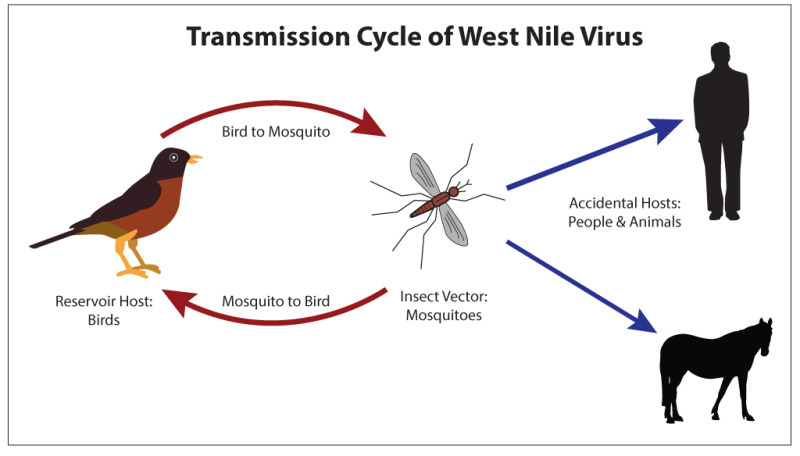 Transmission Cycle of West Nile Virus
Bird to Mosquito
Accidental Hosts:
People & Animals
Reservoir Host:
Birds
Mosquito to Bird
Insect Vector:
Mosquitoes